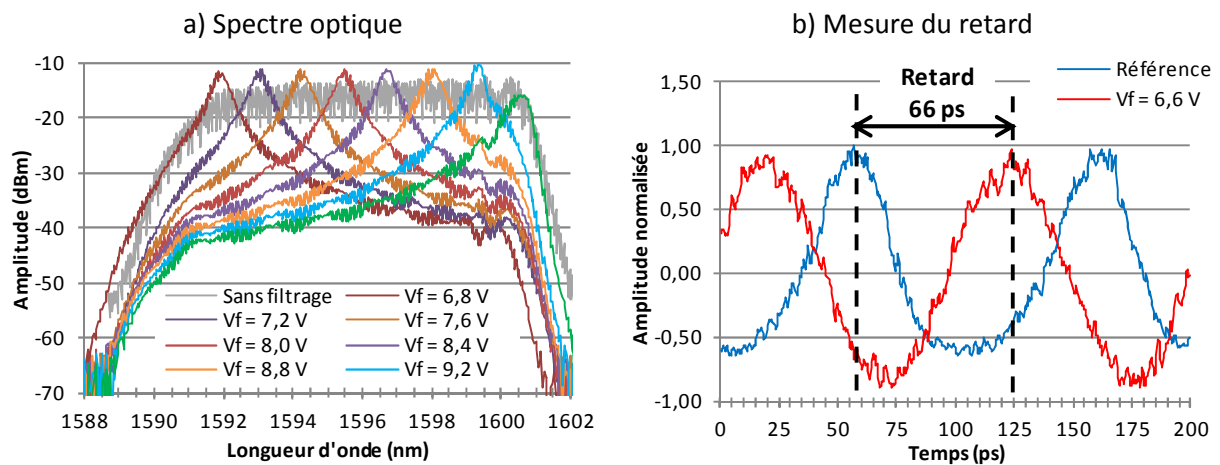 a) Spectre optique
-10
-20
-30
-40
-50
-60
-70
Amplitude (dBm)
Sans filtrage
Vf = 6,8 V
Vf = 7,2 V
Vf = 7,6 V
Vf = 8,0 V
Vf = 8,4 V
Vf = 8,8 V
Vf = 9,2 V
1588 1590 1592 1594 1596 1598 1600 1602
Longueur d'onde (nm)
b) Mesure du retard
1,50
1,00
0,50
0,00
-0,50
-1,00
Amplitude normalisée
Retard
66 ps
Référence
Vf = 6,6 V
0 25 50 75 100 125 150 175 200
Temps (ps)